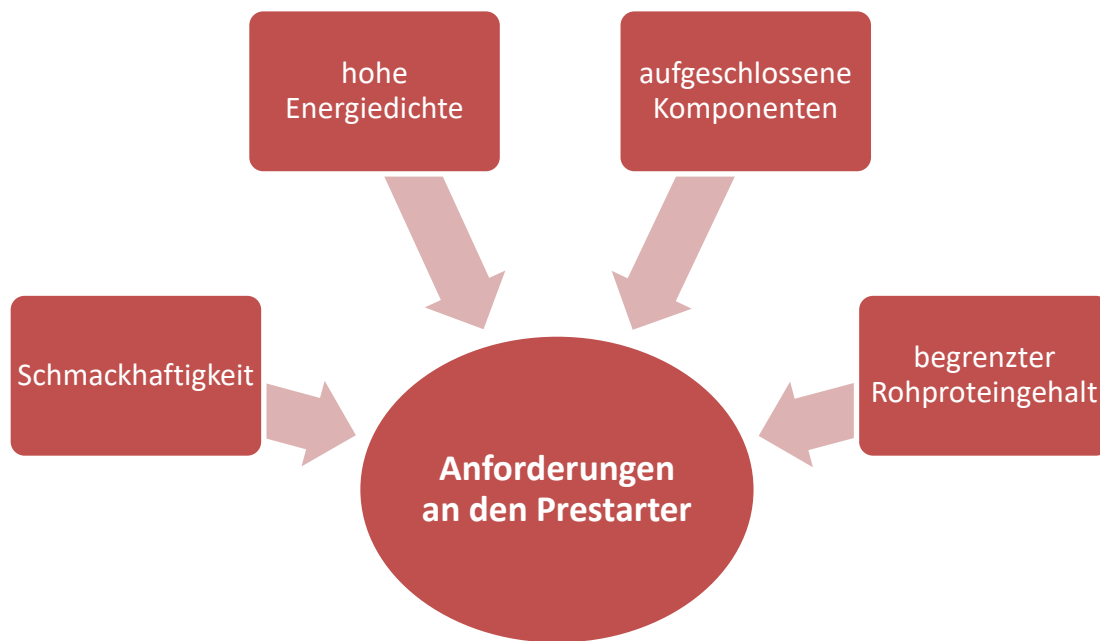 hohe
Energiedichte
aufgeschlossene
Komponenten
Schmackhaftigkeit
begrenzter
Rohproteingehalt
Anforderungen
an den Prestarter